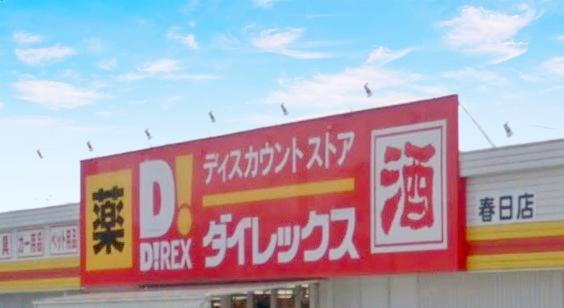 薬
D!
D!REX
ディスカウント ストア
ダイレックス
酒
春日店
具
カー用品
ペット用品